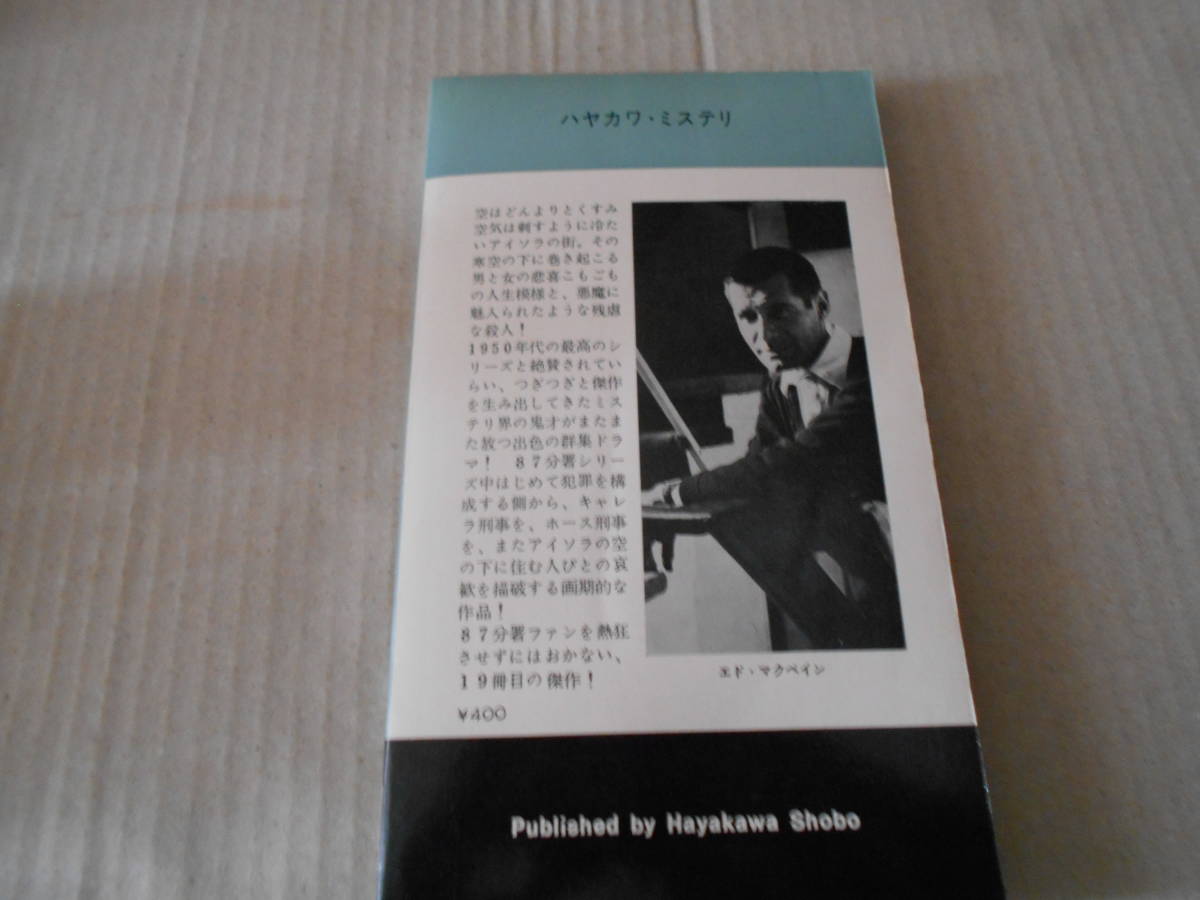 ハヤカワ・ミステリ
空はどんよりとくすみ
空気は刺すように冷た
いアイソラの街。その
寒空の下に巻き起こる
男と女の悲喜こもごも
の人生模様と、悪魔に
魅入られたような残虐
な殺人！
1950年代の最高のシ
リーズと絶賛されてい
らい、つぎつぎと傑作
を生み出してきたミス
テリ界の鬼才がまたま
た放つ出色の群集ドラ
マ！　87分署シリー
ズ中はじめて犯罪を構
成する側から、キャレ
ラ刑事を、ホース刑事
を、またアイソラの空
の下に住む人びとの哀
歓を描破する画期的な
作品！
87分署ファンを熱狂
させずにはおかない、
19冊目の傑作！
¥400
エド・マクベイン
Published by Hayakawa Shobo